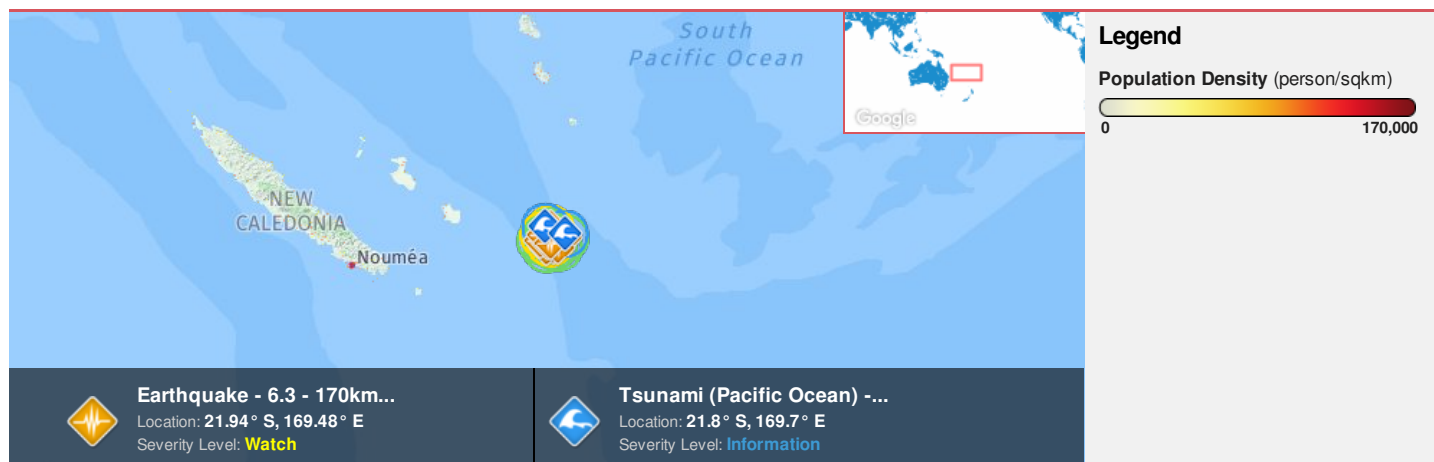 South
Pacific Ocean
NEW
CALEDONIA
Nouméa
Google
Legend
Population Density (person/sqkm)
0 170,000
Earthquake - 6.3 - 170km...
Location: 21.94° S, 169.48° E
Severity Level: Watch
Tsunami (Pacific Ocean) -...
Location: 21.8° S, 169.7° E
Severity Level: Information